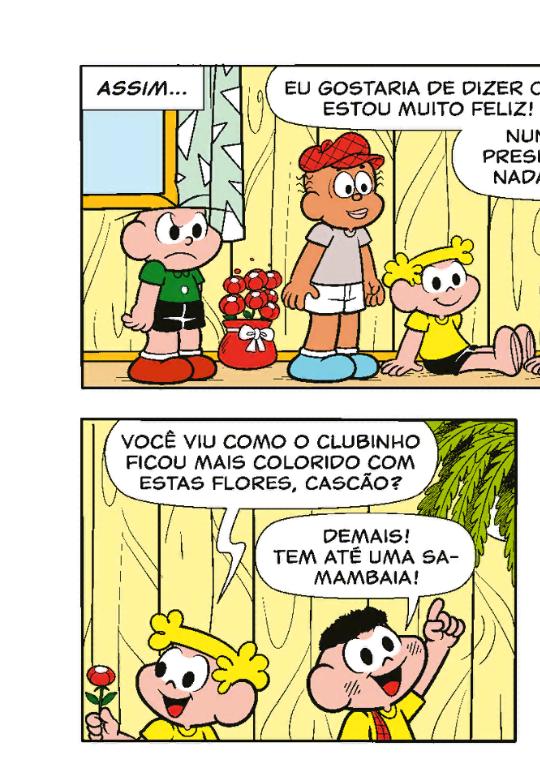 ASSIM...
EU GOSTARIA DE DIZER
ESTOU MUITO FELIZ!
VOCÊ VIU COMO O CLUBINHO
FICOU MAIS COLORIDO COM
ESTAS FLORES, CASCÃO?
DEMAIS!
TEM ATÉ UMA SA-
MAMBAIA!